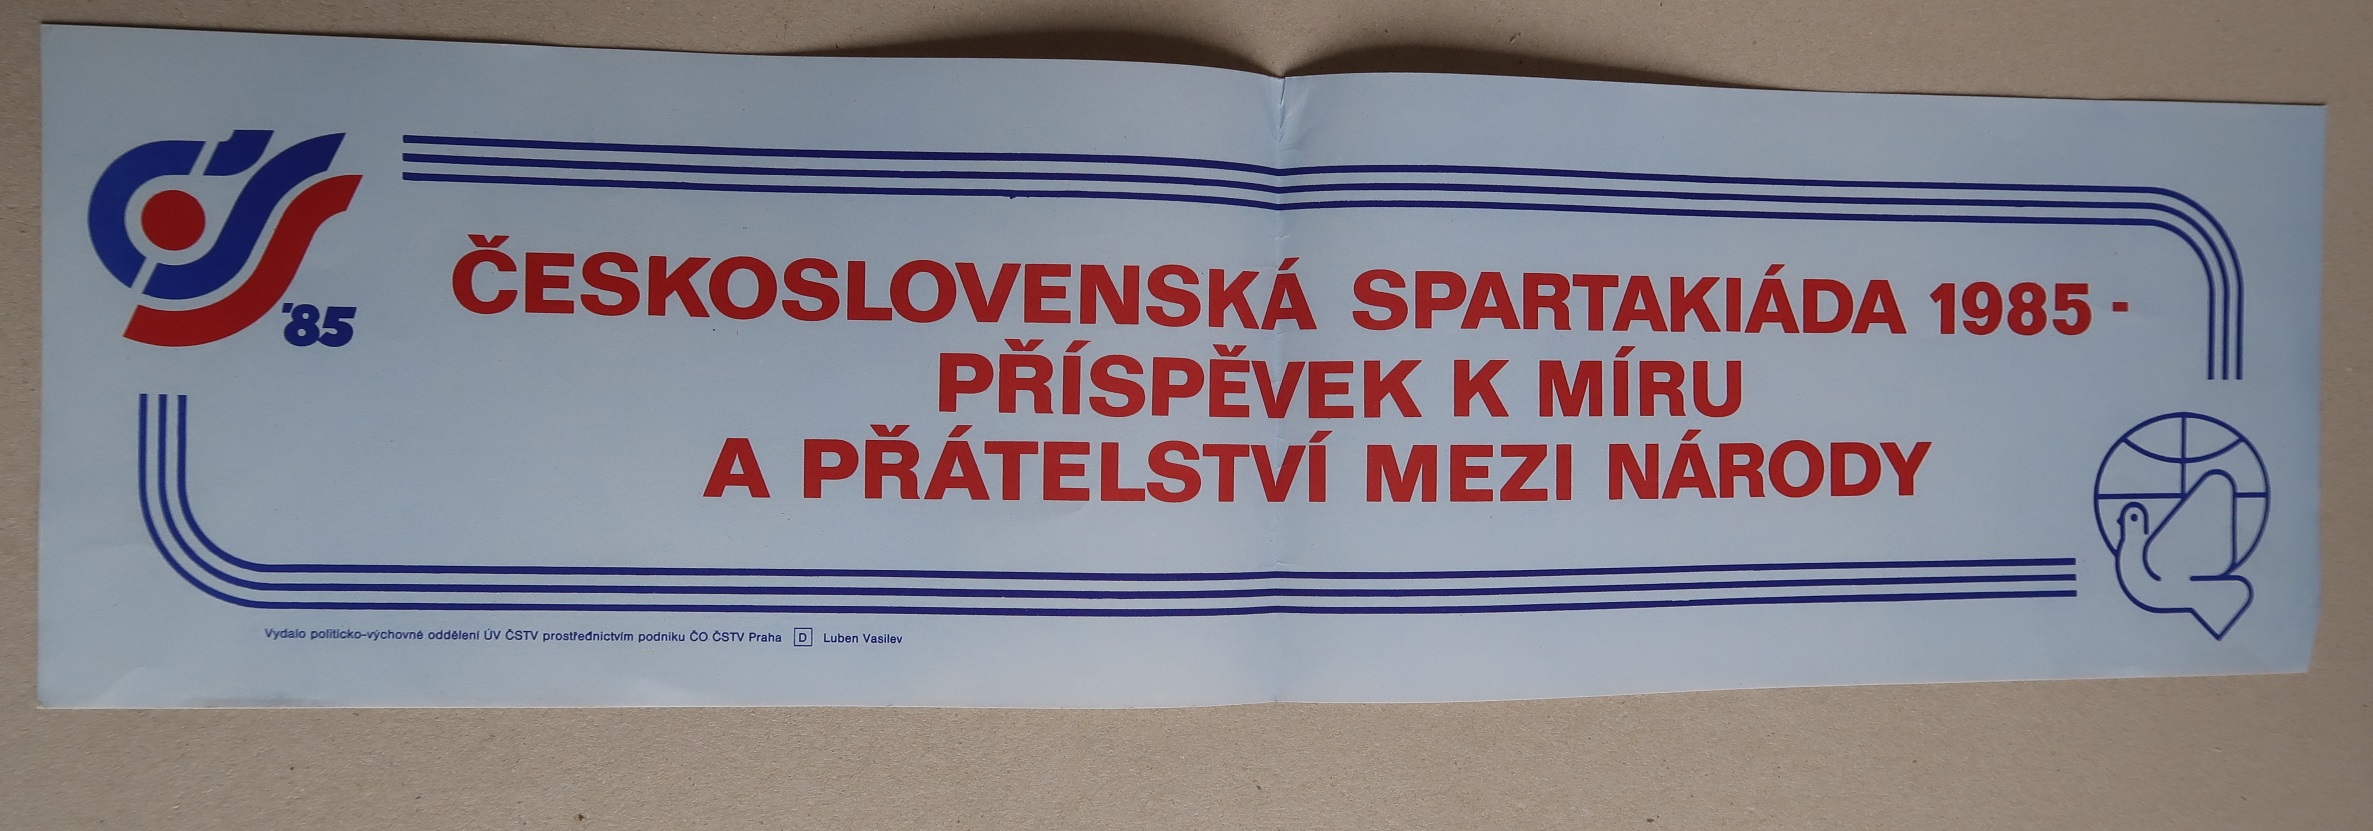 ČS
'85
ČESKOSLOVENSKÁ SPARTAKIÁDA 1985 -
PŘÍSPĚVEK K MÍRU
A PŘÁTELSTVÍ MEZI NÁRODY
Vydalo politicko-výchovné oddělení ÚV ČSTV prostřednictvím podniku ČO ČSTV Praha D Luben Vasilev